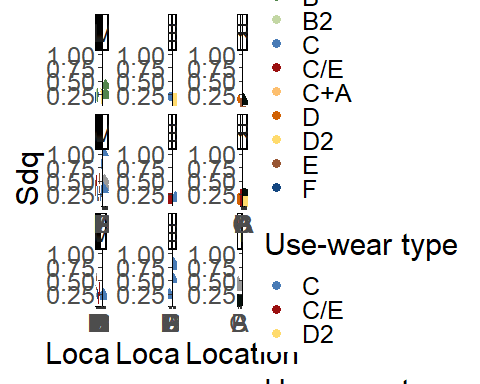 B2
C
C/E
C+A
D
D2
E
F
1.00 1.00 1.00
0.75 0.75 0.75
0.50 0.50 0.50
0.25 0.25 0.25
1.00 1.00 1.00
0.75 0.75 0.75
0.50 0.50 0.50
0.25 0.25 0.25
Sdq
1.00 1.00 1.00
0.75 0.75 0.75
0.50 0.50 0.50
0.25 0.25 0.25
Loca Loca Location
Use-wear type
C
C/E
D2